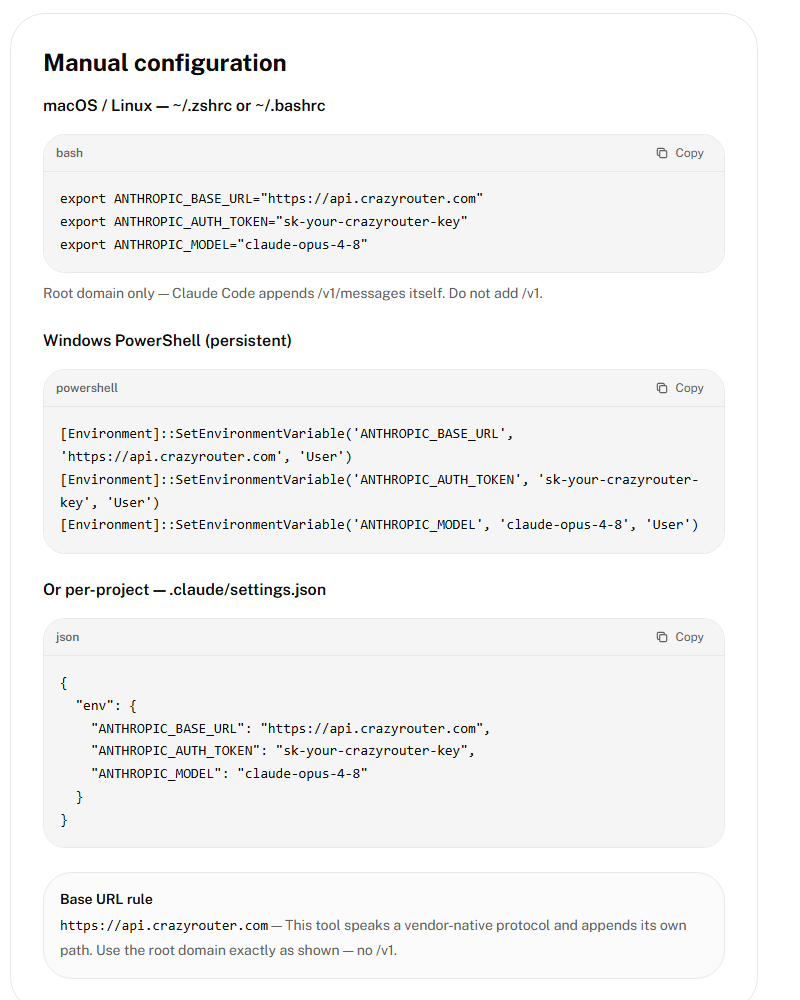 Manual configuration
macOS / Linux — ~/.zshrc or ~/.bashrc
bash
Copy
export ANTHROPIC_BASE_URL="https://api.crazyrouter.com"
export ANTHROPIC_AUTH_TOKEN="sk-your-crazyrouter-key"
export ANTHROPIC_MODEL="claude-opus-4-8"
Root domain only — Claude Code appends /v1/messages itself. Do not add /v1.
Windows PowerShell (persistent)
powershell
Copy
[Environment]::SetEnvironmentVariable('ANTHROPIC_BASE_URL',
'https://api.crazyrouter.com', 'User')
[Environment]::SetEnvironmentVariable('ANTHROPIC_AUTH_TOKEN', 'sk-your-crazyrouter-
key', 'User')
[Environment]::SetEnvironmentVariable('ANTHROPIC_MODEL', 'claude-opus-4-8', 'User')
Or per-project — .claude/settings.json
json
Copy
{
  "env": {
    "ANTHROPIC_BASE_URL": "https://api.crazyrouter.com",
    "ANTHROPIC_AUTH_TOKEN": "sk-your-crazyrouter-key",
    "ANTHROPIC_MODEL": "claude-opus-4-8"
  }
}
Base URL rule
https://api.crazyrouter.com — This tool speaks a vendor-native protocol and appends its own
path. Use the root domain exactly as shown — no /v1.